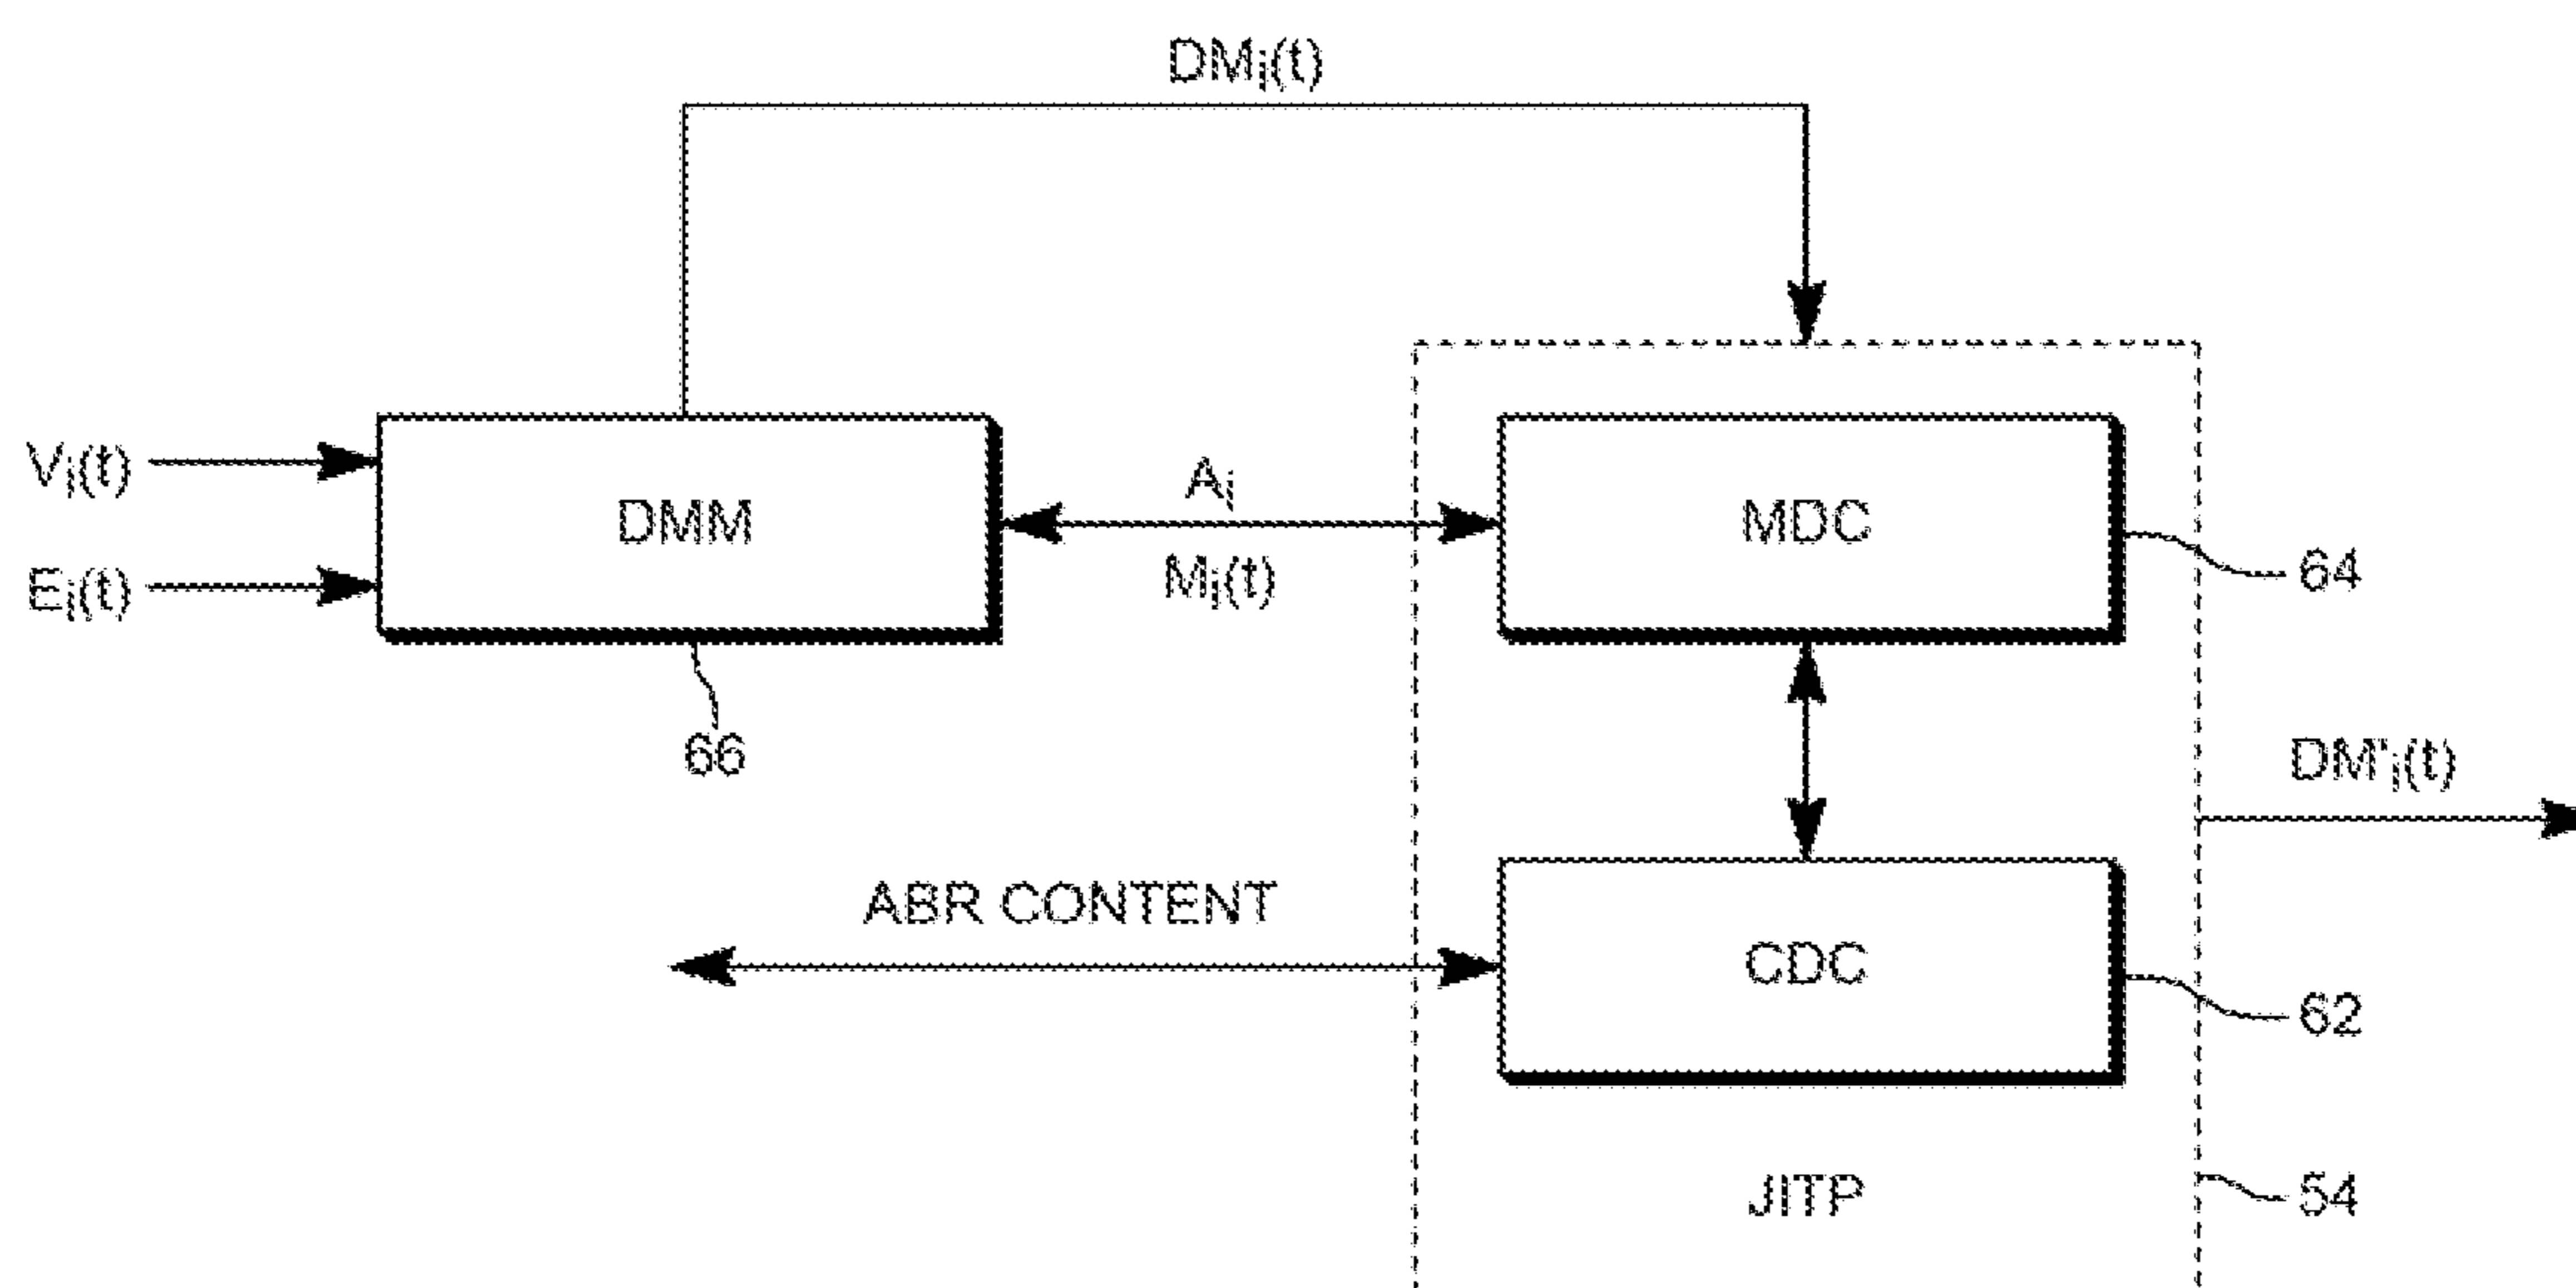 DMᵢ(t)
Vᵢ(t)
Eᵢ(t)
DMM
Aᵢ
Mᵢ(t)
MDC
64
66
DM'ᵢ(t)
ABR CONTENT
CDC
62
JITP
54